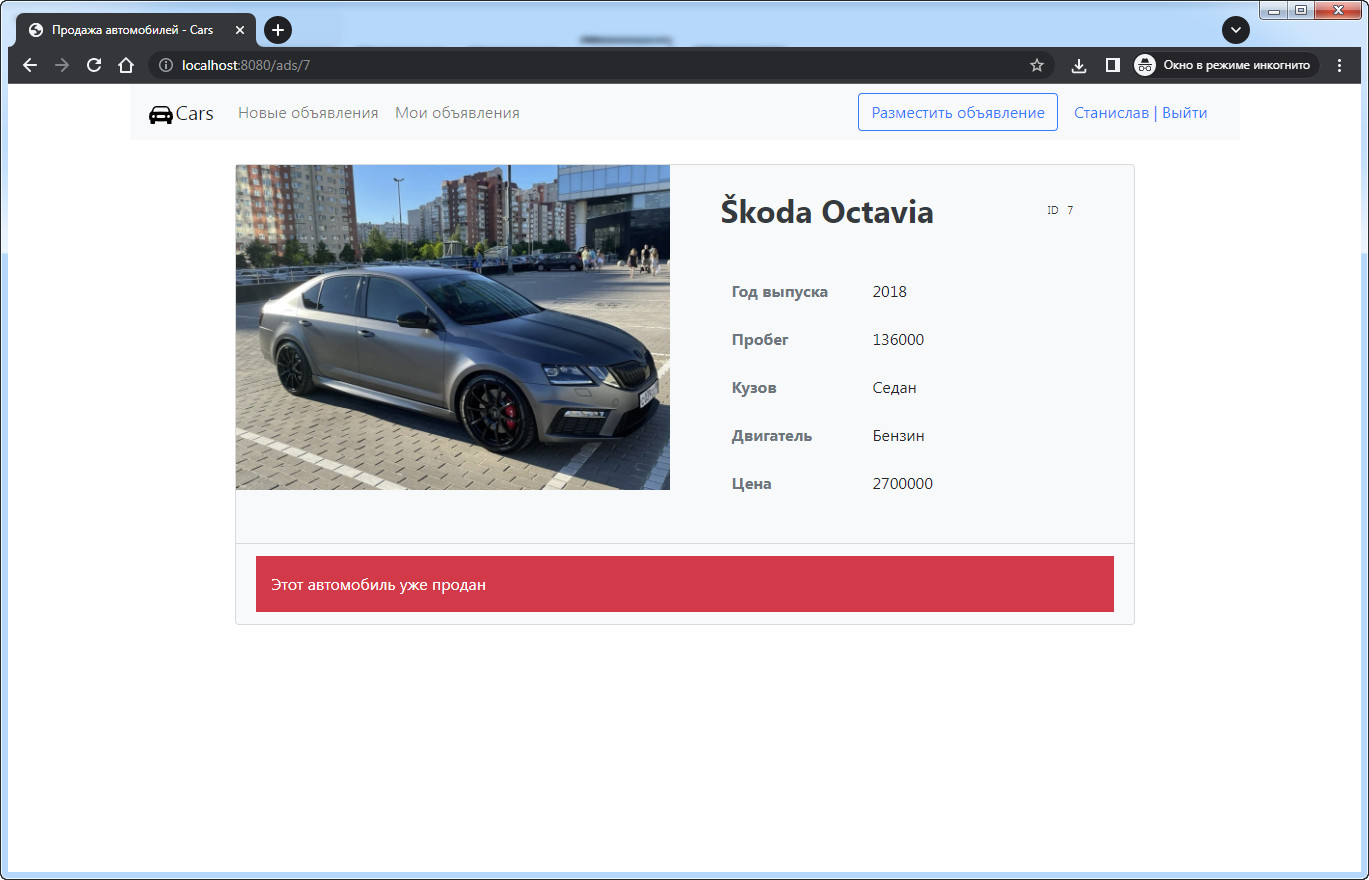 Продажа автомобилей - Cars
localhost:8080/ads/7
Окно в режиме инкогнито
Cars
Новые объявления
Мои объявления
Разместить объявление
Станислав | Выйти
Škoda Octavia
ID 7
Год выпуска 2018
Пробег 136000
Кузов Седан
Двигатель Бензин
Цена 2700000
Этот автомобиль уже продан